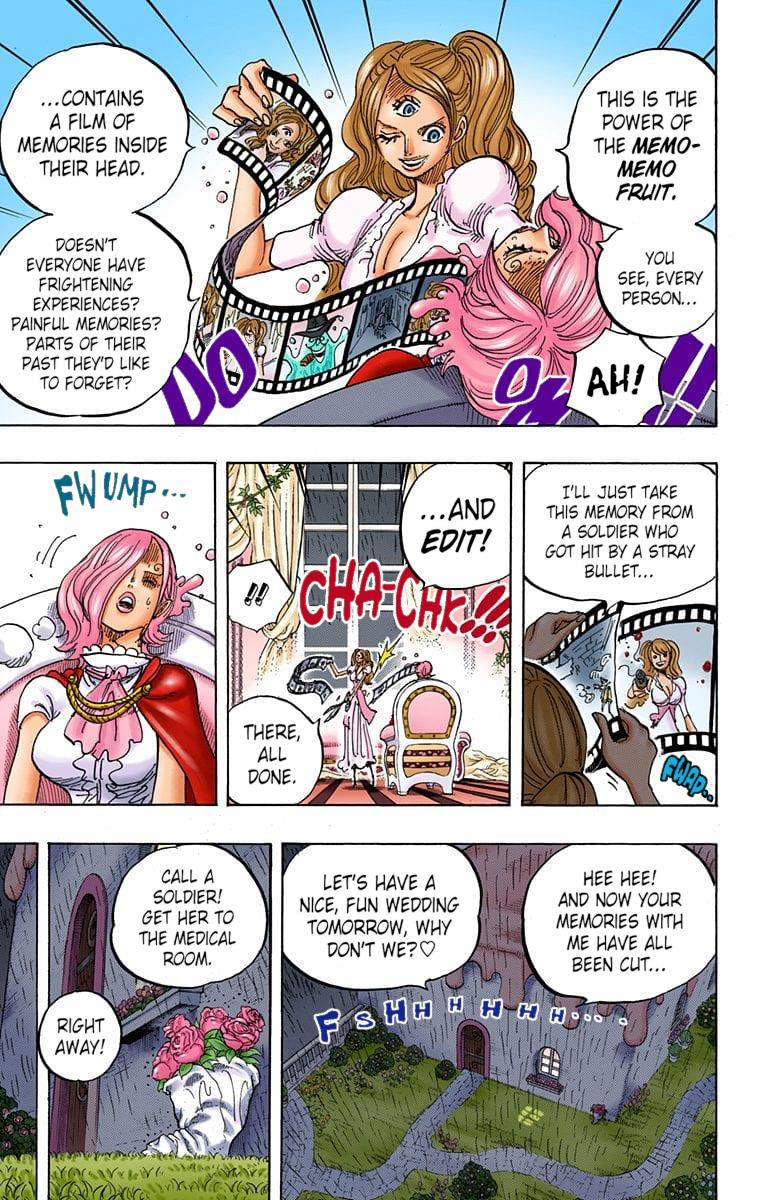 THIS IS THE
POWER OF
THE MEMO-
MEMO
FRUIT.
YOU
SEE, EVERY
PERSON...
...CONTAINS
A FILM OF
MEMORIES INSIDE
THEIR HEAD.
DOESN'T
EVERYONE HAVE
FRIGHTENING
EXPERIENCES?
PAINFUL MEMORIES?
PARTS OF THEIR
PAST THEY'D LIKE
TO FORGET?
AH!
I'LL JUST TAKE
THIS MEMORY FROM
A SOLDIER WHO
GOT HIT BY A STRAY
BULLET...
FWAP..
...AND
EDIT!
CHA-CHK!!!
!!
THERE,
ALL
DONE.
FWUMP...
HEE HEE!
AND NOW YOUR
MEMORIES WITH
ME HAVE ALL
BEEN CUT...
LET'S HAVE A
NICE, FUN WEDDING
TOMORROW, WHY
DON'T WE?♡
FSHHHHHH.....
CALL A
SOLDIER!
GET HER TO
THE MEDICAL
ROOM.
RIGHT
AWAY!